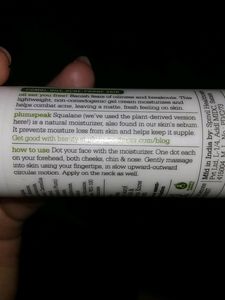 oil set you free! Banish fears of oiliness and breakouts. This
lightweight, non-comedogenic gel cream moisturizes and
helps combat acne, leaving a matte, fresh feeling on skin.
plumspeak Squalane (we've used the plant-derived version
here!) is a natural moisturizer, also found in our skin's sebum.
It prevents moisture loss from skin and helps keep it supple.
Get good with
how to use Dot your face with the moisturizer. One dot each
on your forehead, both cheeks, chin & nose. Gently massage
into skin using your fingertips, in slow upward-outward
circular motion. Apply on the neck as well.
Mfd in India by:
Pvt Ltd, L-